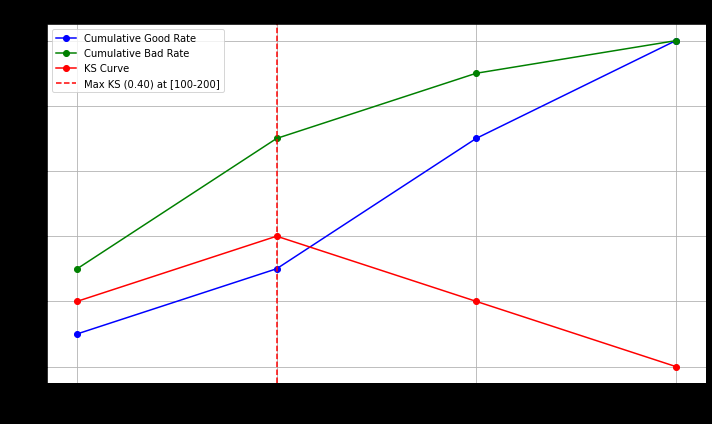 Cumulative Good Rate
Cumulative Bad Rate
KS Curve
Max KS (0.40) at [100-200]